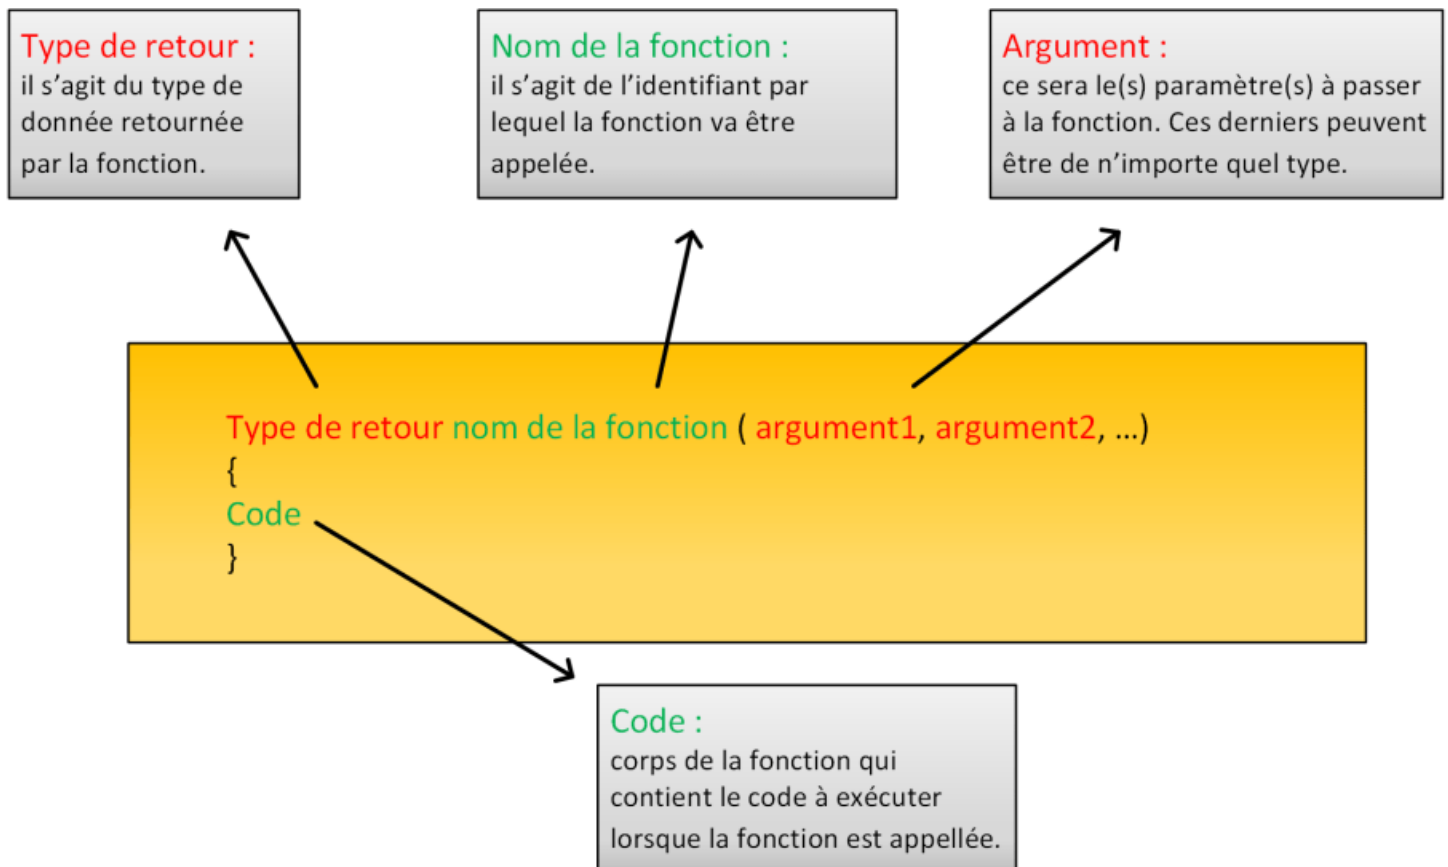 Type de retour :
il s'agit du type de
donnée retournée
par la fonction.
Nom de la fonction :
il s'agit de l'identifiant par
lequel la fonction va être
appelée.
Argument :
ce sera le(s) paramètre(s) à passer
à la fonction. Ces derniers peuvent
être de n'importe quel type.
Type de retour nom de la fonction ( argument1, argument2, ...)
{
Code
}
Code :
corps de la fonction qui
contient le code à exécuter
lorsque la fonction est appellée.